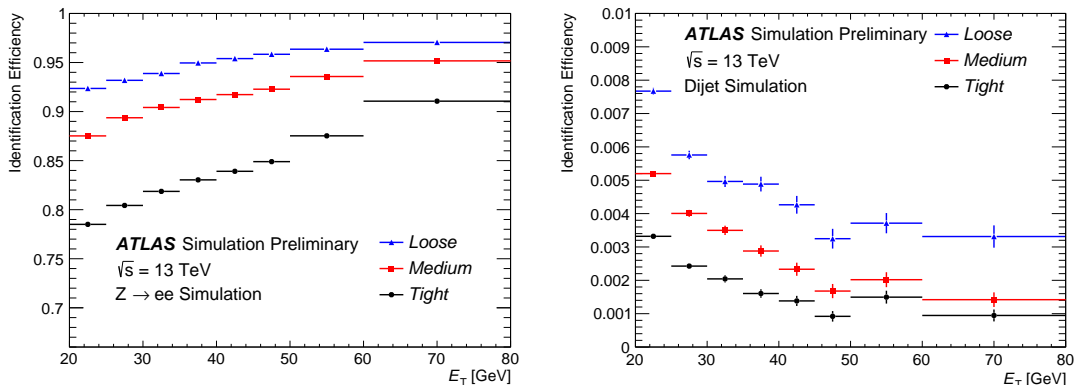 Identification Efficiency
1
0.95
0.9
0.85
0.8
0.75
0.7
ATLAS Simulation Preliminary
√s = 13 TeV
Z → ee Simulation
Loose
Medium
Tight
20 30 40 50 60 70 80
E_T [GeV]
Identification Efficiency
0.01
0.009
0.008
0.007
0.006
0.005
0.004
0.003
0.002
0.001
0
ATLAS Simulation Preliminary
√s = 13 TeV
Dijet Simulation
Loose
Medium
Tight
20 30 40 50 60 70 80
E_T [GeV]